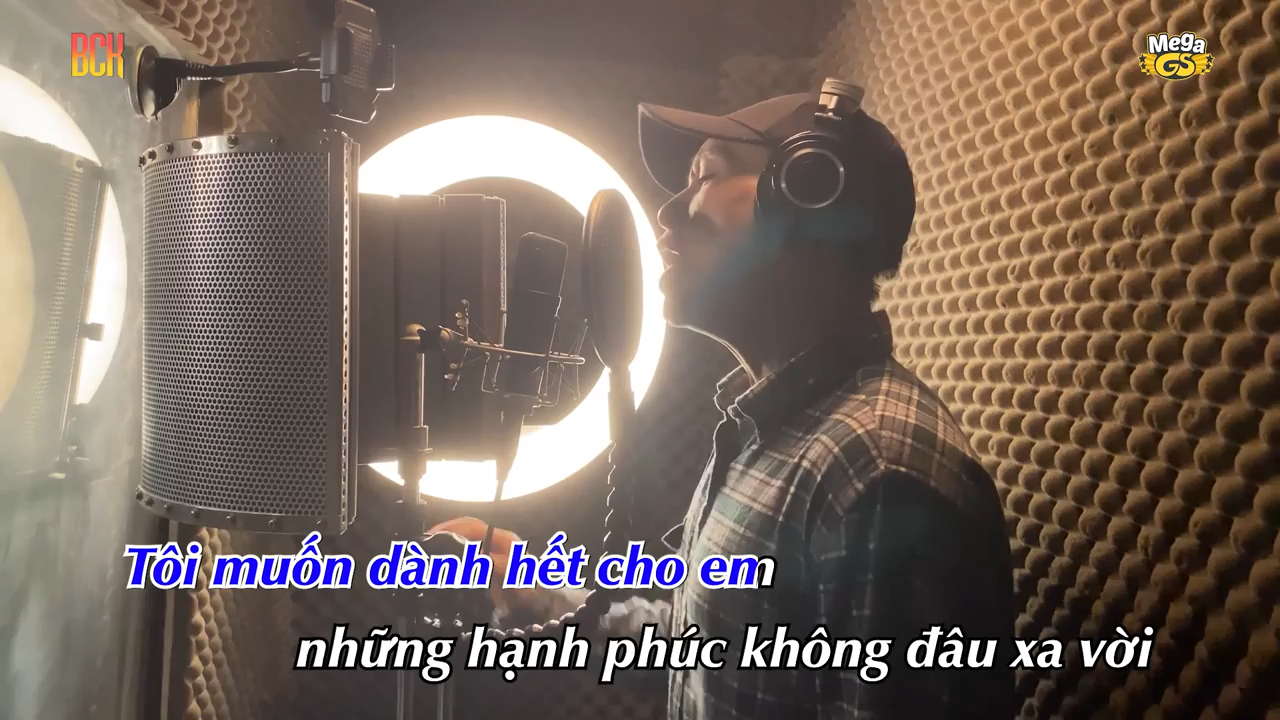 BCK
Mega
GS
Tôi muốn dành hết cho em
những hạnh phúc không đâu xa vời